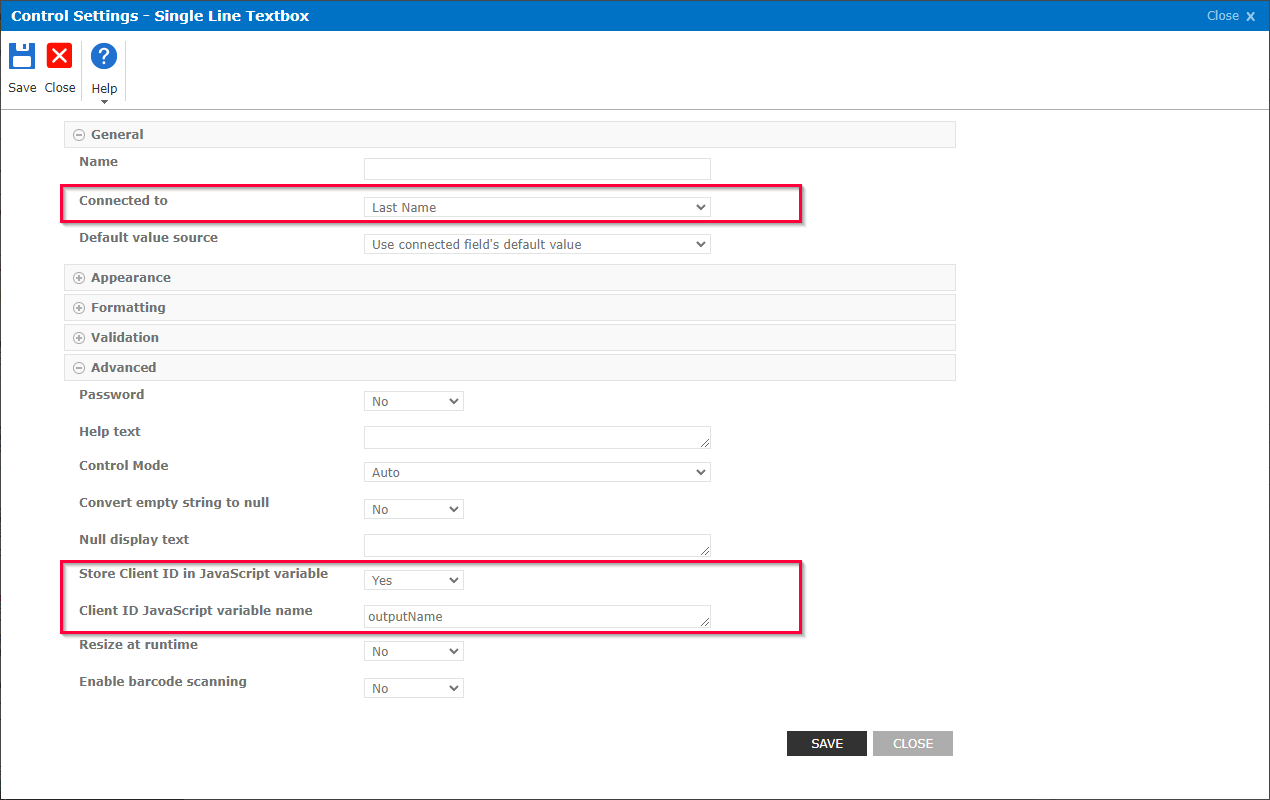 Control Settings - Single Line Textbox Close x
Save Close Help
General
Name
Connected to Last Name
Default value source Use connected field's default value
Appearance
Formatting
Validation
Advanced
Password No
Help text
Control Mode Auto
Convert empty string to null No
Null display text
Store Client ID in JavaScript variable Yes
Client ID JavaScript variable name outputName
Resize at runtime No
Enable barcode scanning No
SAVE CLOSE